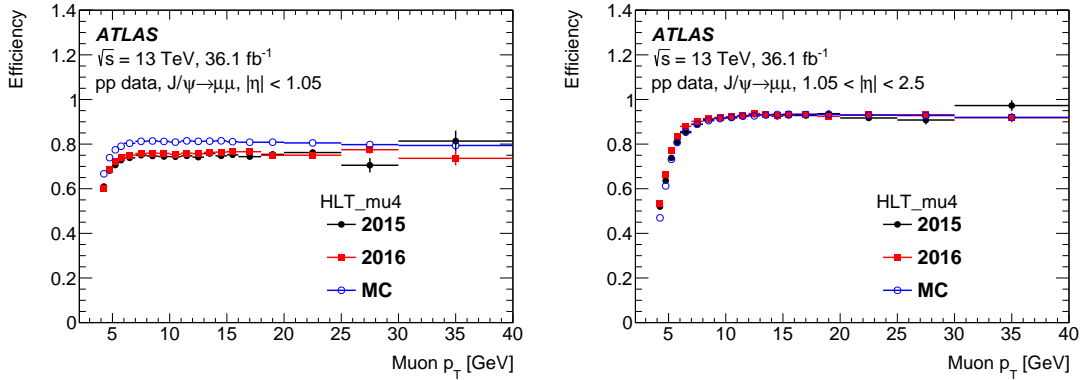 Efficiency
1.4
1.2
1
0.8
0.6
0.4
0.2
0
ATLAS
√s = 13 TeV, 36.1 fb⁻¹
pp data, J/ψ→μμ, |η| < 1.05
HLT_mu4
2015
2016
MC
5 10 15 20 25 30 35 40
Muon p_T [GeV]
Efficiency
1.4
1.2
1
0.8
0.6
0.4
0.2
0
ATLAS
√s = 13 TeV, 36.1 fb⁻¹
pp data, J/ψ→μμ, 1.05 < |η| < 2.5
HLT_mu4
2015
2016
MC
5 10 15 20 25 30 35 40
Muon p_T [GeV]